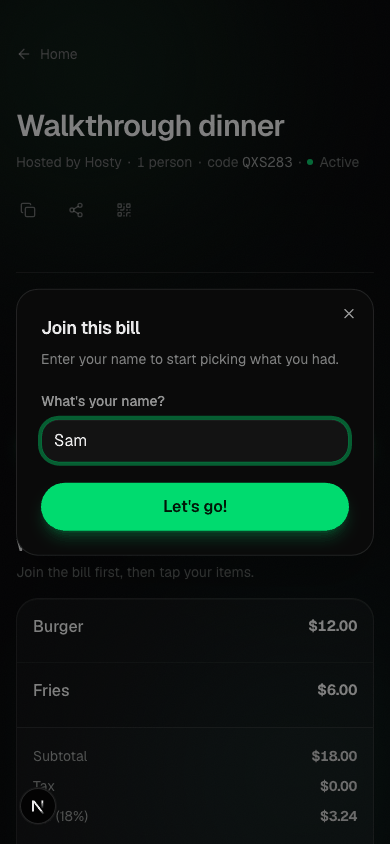 Home
Walkthrough dinner
Hosted by Hosty · 1 person · code QXS283 · Active
Join this bill
Enter your name to start picking what you had.
What's your name?
Sam
Let's go!
Join the bill first, then tap your items.
Burger $12.00
Fries $6.00
Subtotal $18.00
Tax $0.00
N (18%) $3.24